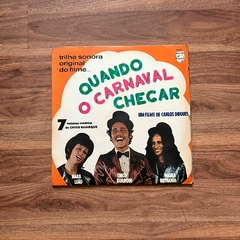 trilha sonora
original
do filme...
QUANDO
O CARNAVAL
CHEGAR
UM FILME DE CARLOS DIEGUES
7 músicas inéditas
de CHICO BUARQUE
NARA
LEÃO
CHICO
BUARQUE
MARIA
BETHÂNIA